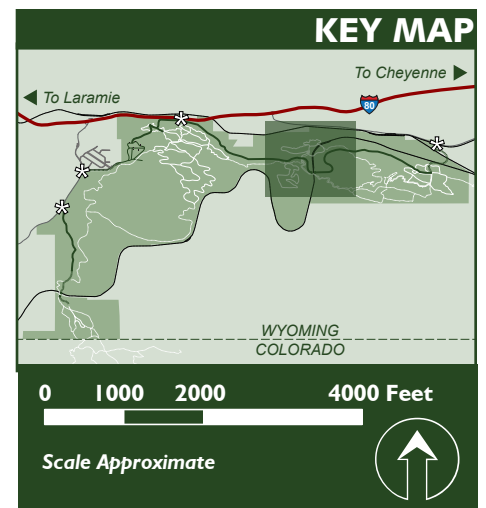 KEY MAP
To Cheyenne
To Laramie
80
WYOMING
COLORADO
0 1000 2000 4000 Feet
Scale Approximate